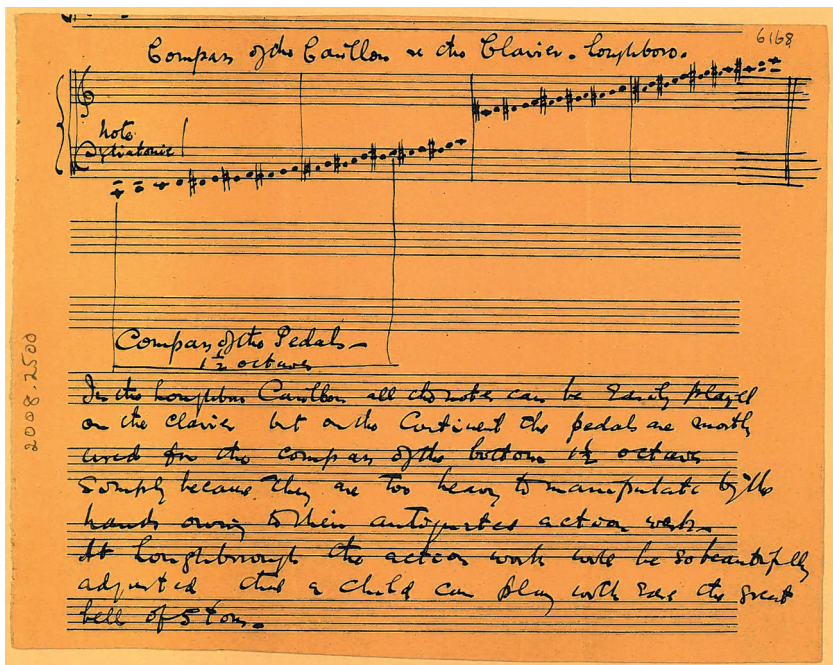 6168
Compass of the Carillon at the Clavier. Loughboro.
note
diatonic
Compass of the Pedals –
1½ octaves
2008.2500
In the Loughboro Carillon all the notes can be easily played
on the clavier but on the Continent the pedals are mostly
used for the compass of the bottom 1½ octaves
simply because they are too heavy to manipulate by the
hands owing to their antiquated action work –
At Loughborough the action work will be so beautifully
adjusted that a child can play with ease the great
bell of 5 tons –